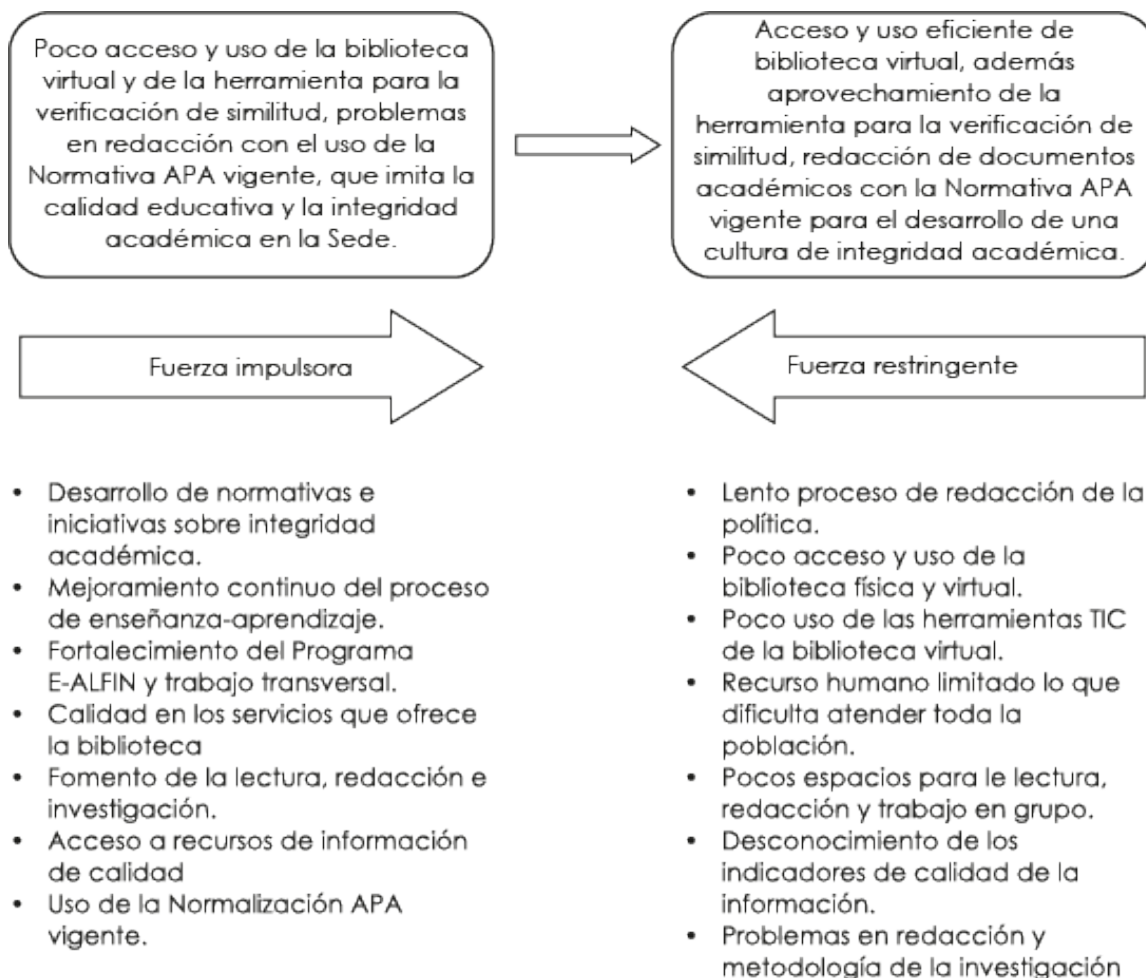 Poco acceso y uso de la biblioteca
virtual y de la herramienta para la
verificación de similitud, problemas
en redacción con el uso de la
Normativa APA vigente, que imita la
calidad educativa y la integridad
académica en la Sede.
Acceso y uso eficiente de
biblioteca virtual, además
aprovechamiento de la
herramienta para la verificación de
similitud, redacción de documentos
académicos con la Normativa APA
vigente para el desarrollo de una
cultura de integridad académica.
Fuerza impulsora
Fuerza restringente
• Desarrollo de normativas e
iniciativas sobre integridad
académica.
• Mejoramiento continuo del proceso
de enseñanza-aprendizaje.
• Fortalecimiento del Programa
E-ALFIN y trabajo transversal.
• Calidad en los servicios que ofrece
la biblioteca
• Fomento de la lectura, redacción e
investigación.
• Acceso a recursos de información
de calidad
• Uso de la Normalización APA
vigente.
• Lento proceso de redacción de la
política.
• Poco acceso y uso de la
biblioteca física y virtual.
• Poco uso de las herramientas TIC
de la biblioteca virtual.
• Recurso humano limitado lo que
dificulta atender toda la
población.
• Pocos espacios para le lectura,
redacción y trabajo en grupo.
• Desconocimiento de los
indicadores de calidad de la
información.
• Problemas en redacción y
metodología de la investigación